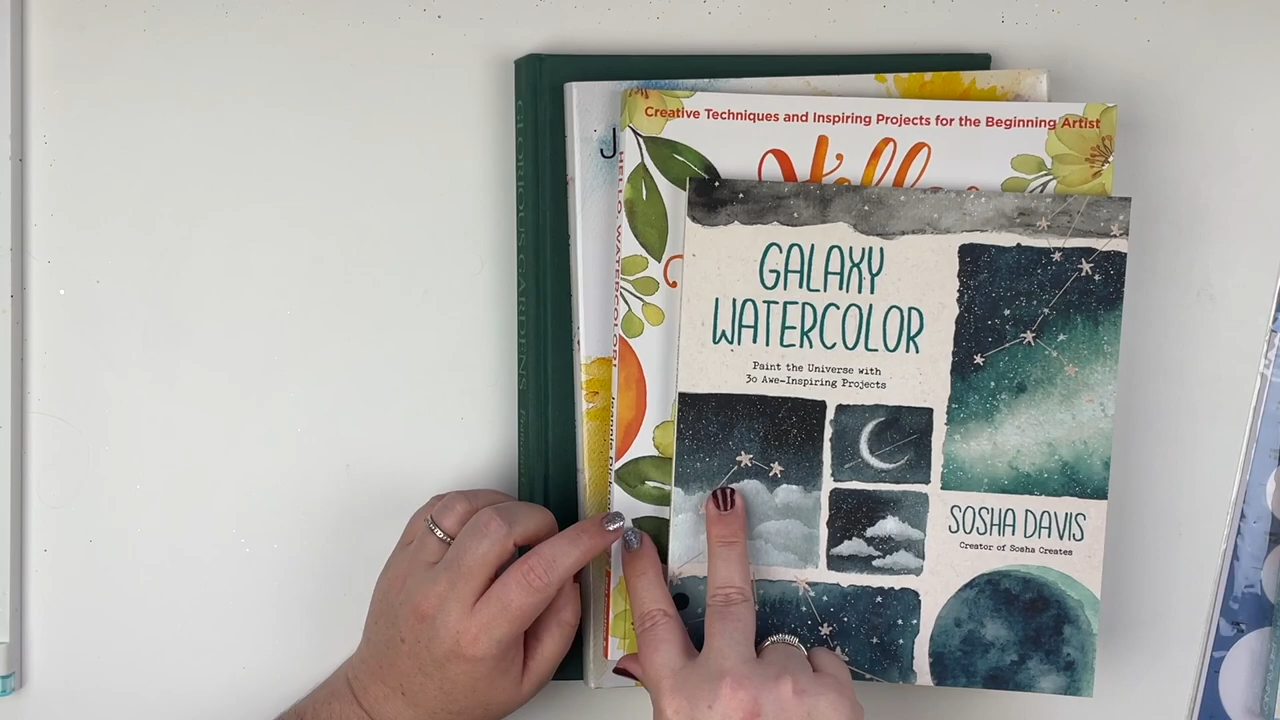 Creative Techniques and Inspiring Projects for the Beginning Artist
GALAXY
WATERCOLOR
Paint the Universe with
30 Awe-Inspiring Projects
SOSHA DAVIS
Creator of Sosha Creates
GLORIOUS GARDENS
HELLO, WATERCOLOR!
J